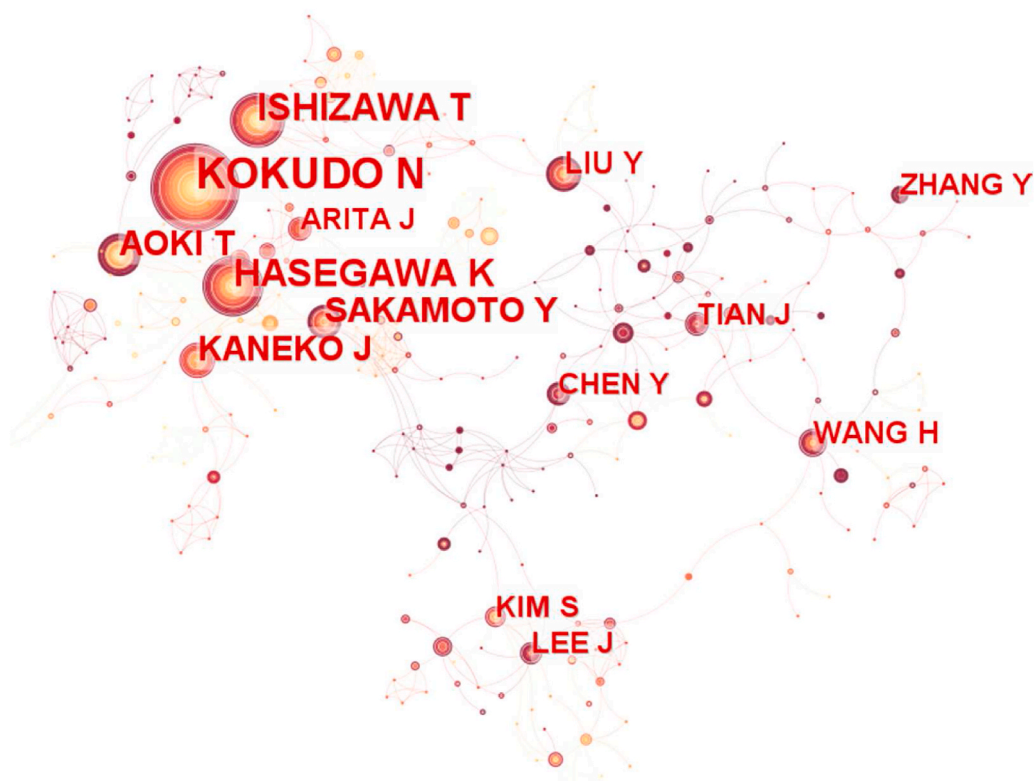 ISHIZAWA T
KOKUDO N
LIU Y
ZHANG Y
ARITA J
AOKI T
HASEGAWA K
SAKAMOTO Y
TIAN J
KANEKO J
CHEN Y
WANG H
KIM S
LEE J